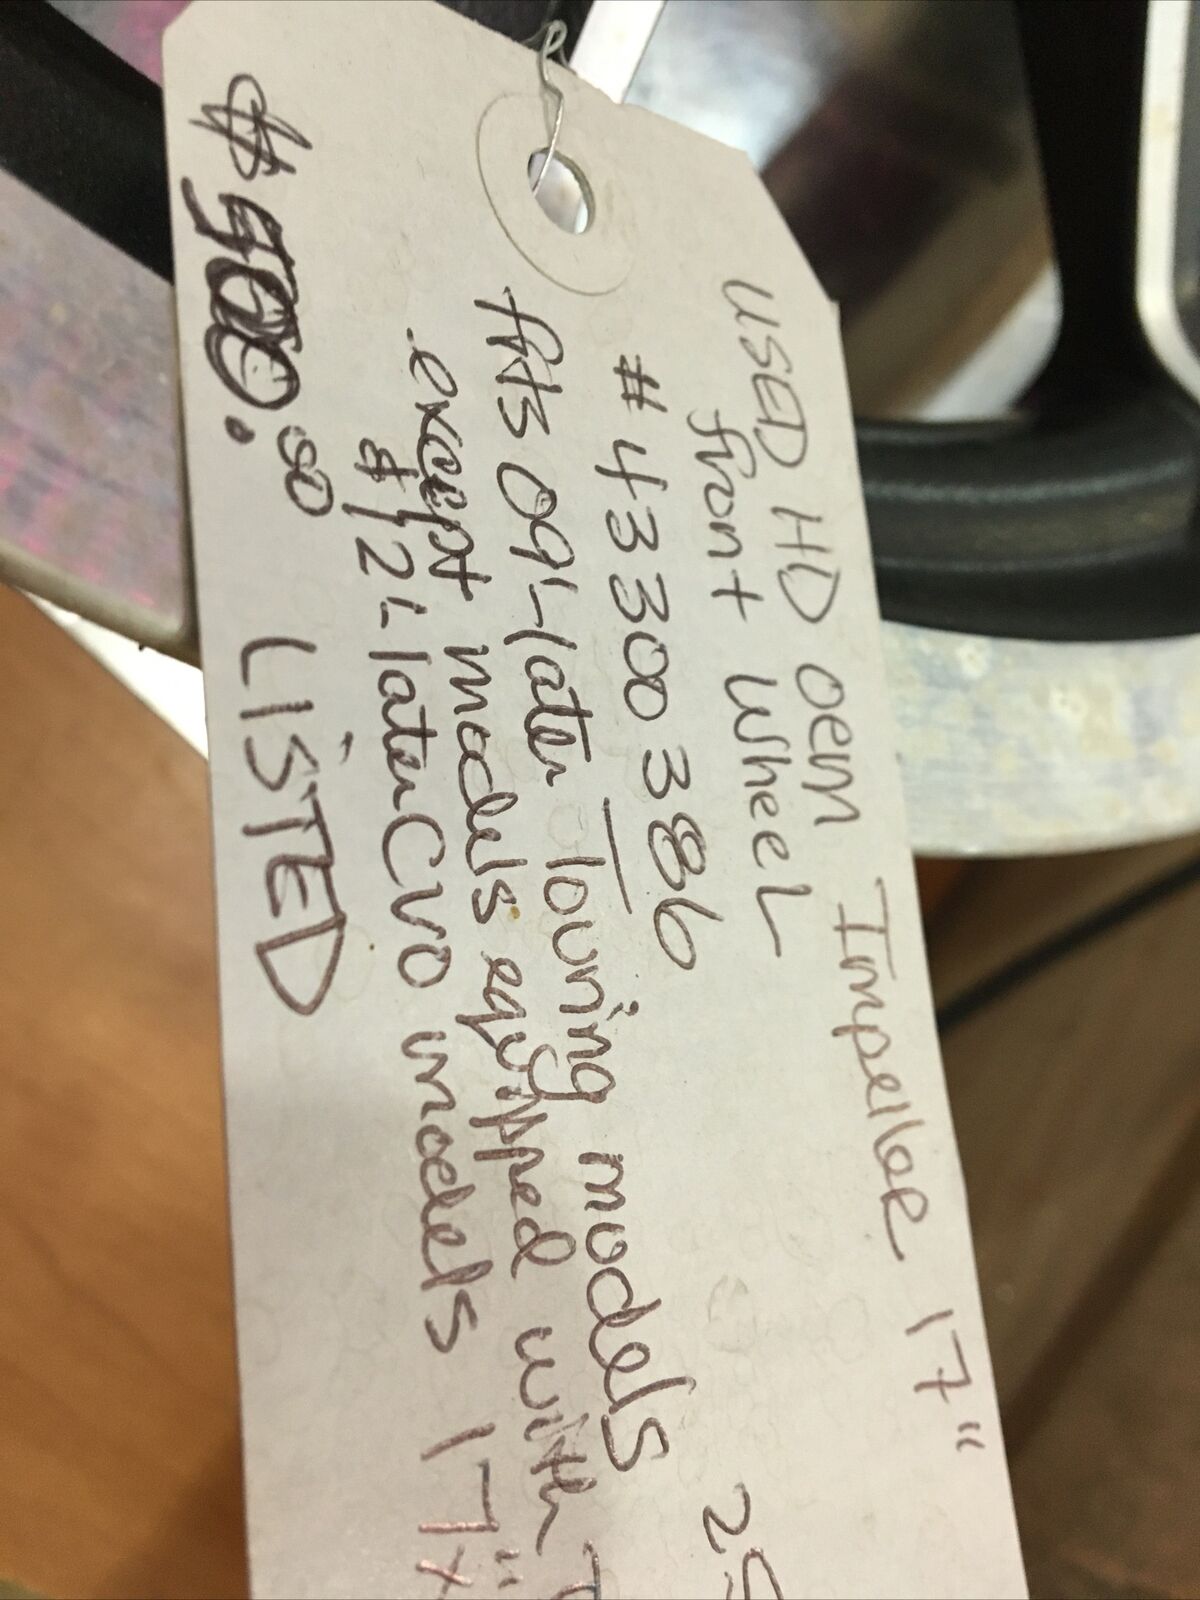 USED HD Oem Impeller 17"
front wheel
# 43300386
fits 09'-later Touring models
except models equipped with
& 12'-later CVO models 17"x
$ .00 LiSTED